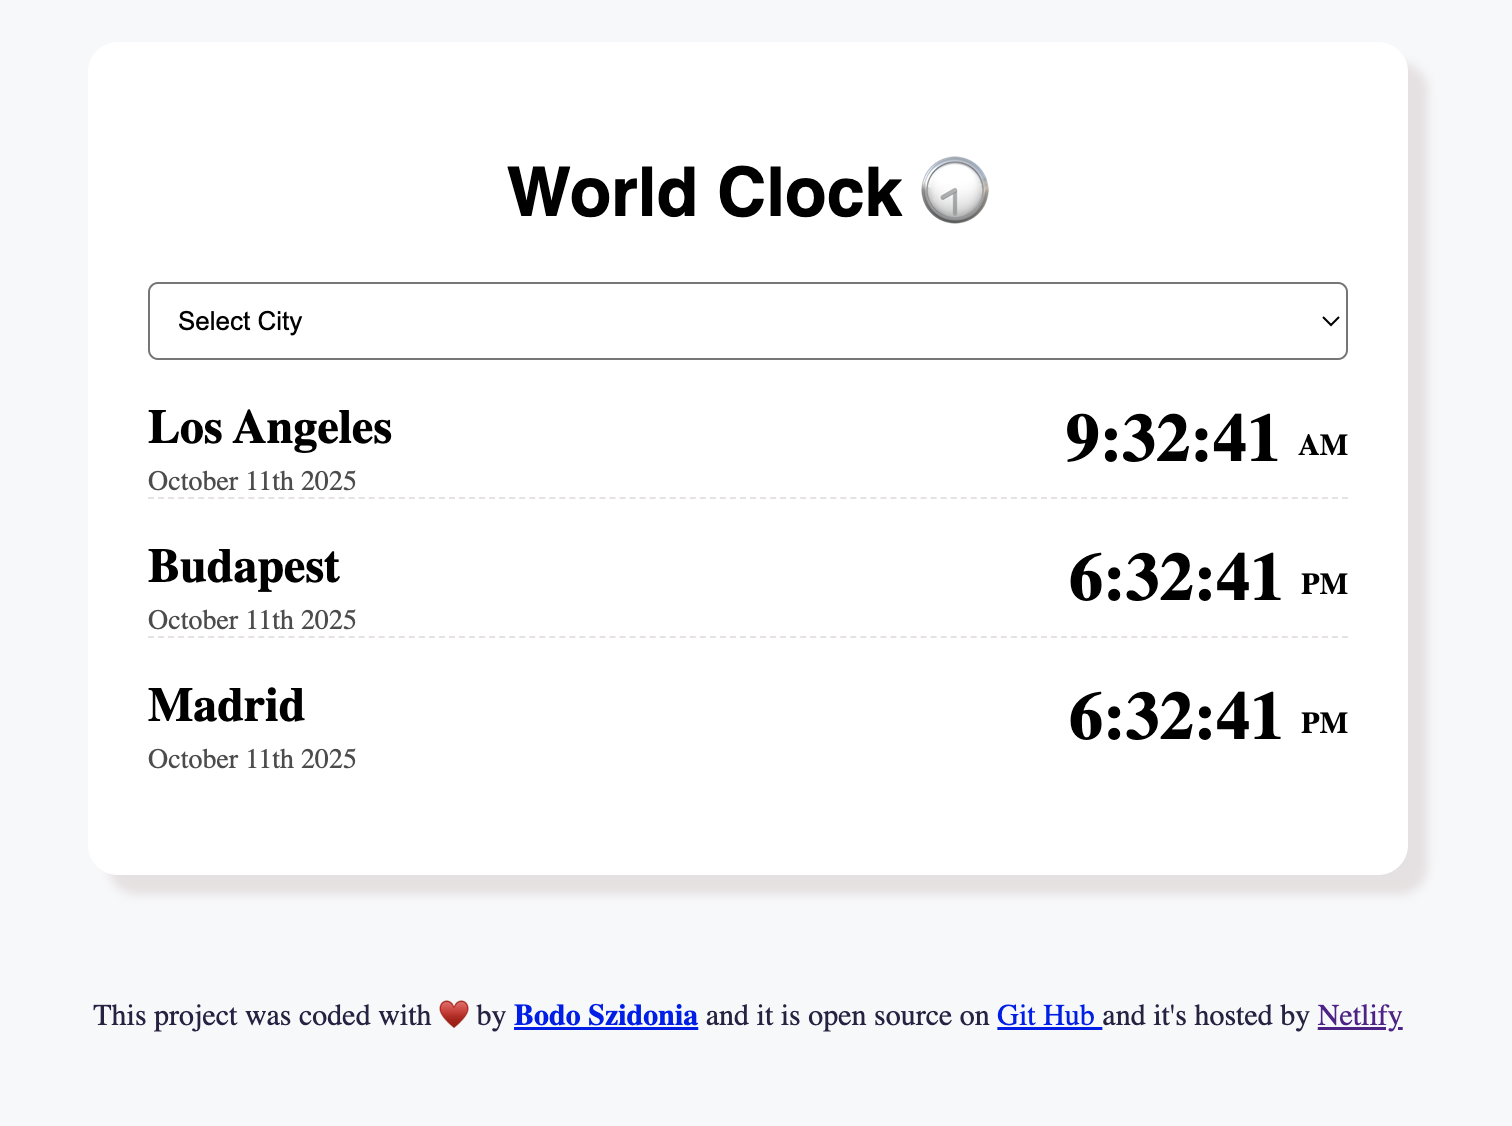 World Clock 🕣
Select City
Los Angeles
9:32:41 AM
October 11th 2025
Budapest
6:32:41 PM
October 11th 2025
Madrid
6:32:41 PM
October 11th 2025
This project was coded with ♥️ by Bodo Szidonia and it is open source on Git Hub and it's hosted by Netlify